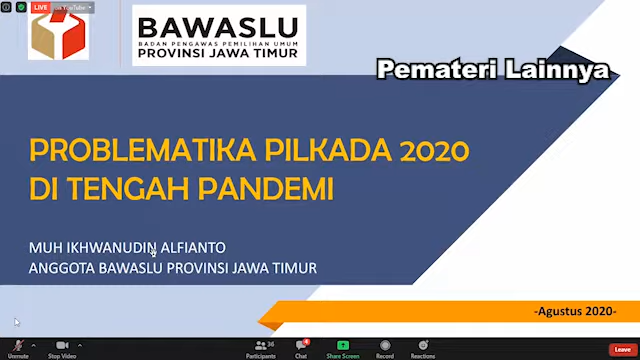 LIVE
YouTube
BAWASLU
BADAN PENGAWAS PEMILIHAN UMUM
PROVINSI JAWA TIMUR
Pemateri Lainnya
PROBLEMATIKA PILKADA 2020
DI TENGAH PANDEMI
MUH IKHWANUDIN ALFIANTO
ANGGOTA BAWASLU PROVINSI JAWA TIMUR
-Agustus 2020-
Unmute
Stop Video
36
Participants
Chat
Share Screen
Record
Reactions
Leave